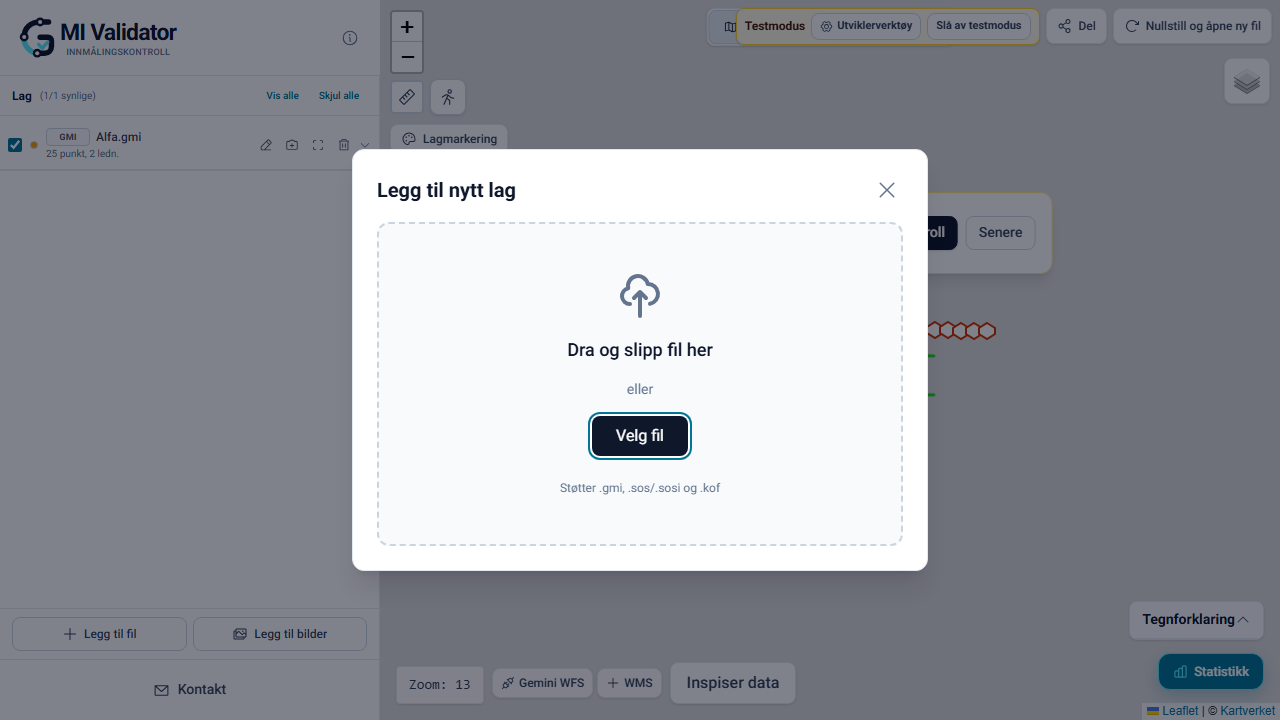 MI Validator
INNMÅLINGSKONTROLL
Lag (1/1 synlige) Vis alle Skjul alle
GMI Alfa.gmi
25 punkt, 2 ledn.
Legg til fil Legg til bilder
Kontakt
+
−
Testmodus Utviklerverktøy Slå av testmodus
Del
Nullstill og åpne ny fil
Lagmarkering
Senere
Legg til nytt lag
Dra og slipp fil her
eller
Velg fil
Støtter .gmi, .sos/.sosi og .kof
Tegnforklaring
Statistikk
Zoom: 13
Gemini WFS
WMS
Inspiser data
Leaflet | © Kartverket